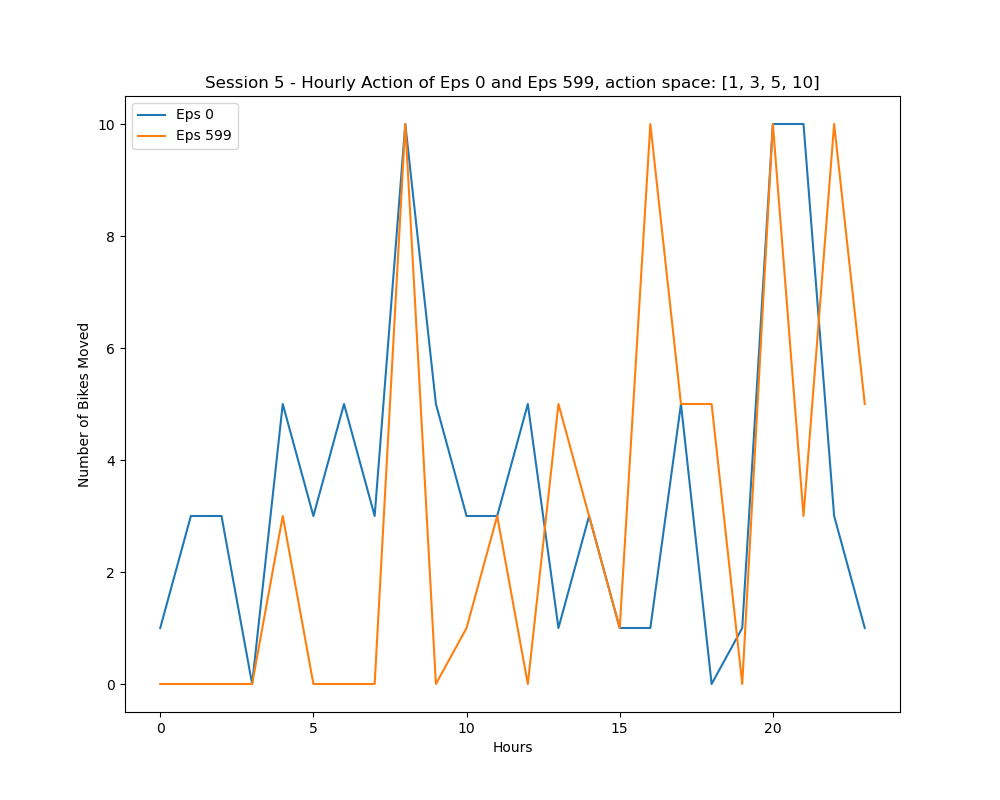 Session 5 - Hourly Action of Eps 0 and Eps 599, action space: [1, 3, 5, 10]
Eps 0
Eps 599
10
8
6
4
2
0
Number of Bikes Moved
0 5 10 15 20
Hours